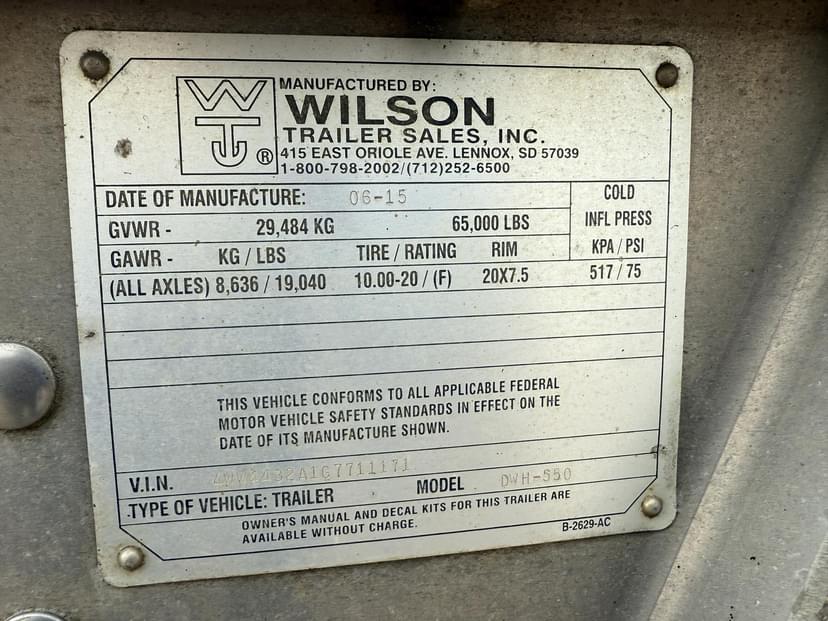 WT ®
MANUFACTURED BY:
WILSON
TRAILER SALES, INC.
415 EAST ORIOLE AVE. LENNOX, SD 57039
1-800-798-2002/(712)252-6500
DATE OF MANUFACTURE: 06-15 COLD
GVWR - 29,484 KG 65,000 LBS INFL PRESS
GAWR - KG / LBS TIRE / RATING RIM KPA / PSI
(ALL AXLES) 8,636 / 19,040 10.00-20 / (F) 20X7.5 517 / 75
THIS VEHICLE CONFORMS TO ALL APPLICABLE FEDERAL
MOTOR VEHICLE SAFETY STANDARDS IN EFFECT ON THE
DATE OF ITS MANUFACTURE SHOWN.
V.I.N. MODEL DWH-550
TYPE OF VEHICLE: TRAILER
OWNER'S MANUAL AND DECAL KITS FOR THIS TRAILER ARE
AVAILABLE WITHOUT CHARGE. B-2629-AC